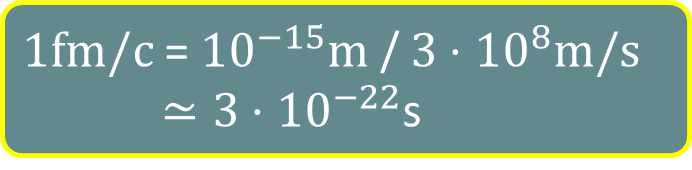 1fm/c = 10⁻¹⁵m / 3 · 10⁸m/s
≃ 3 · 10⁻²²s